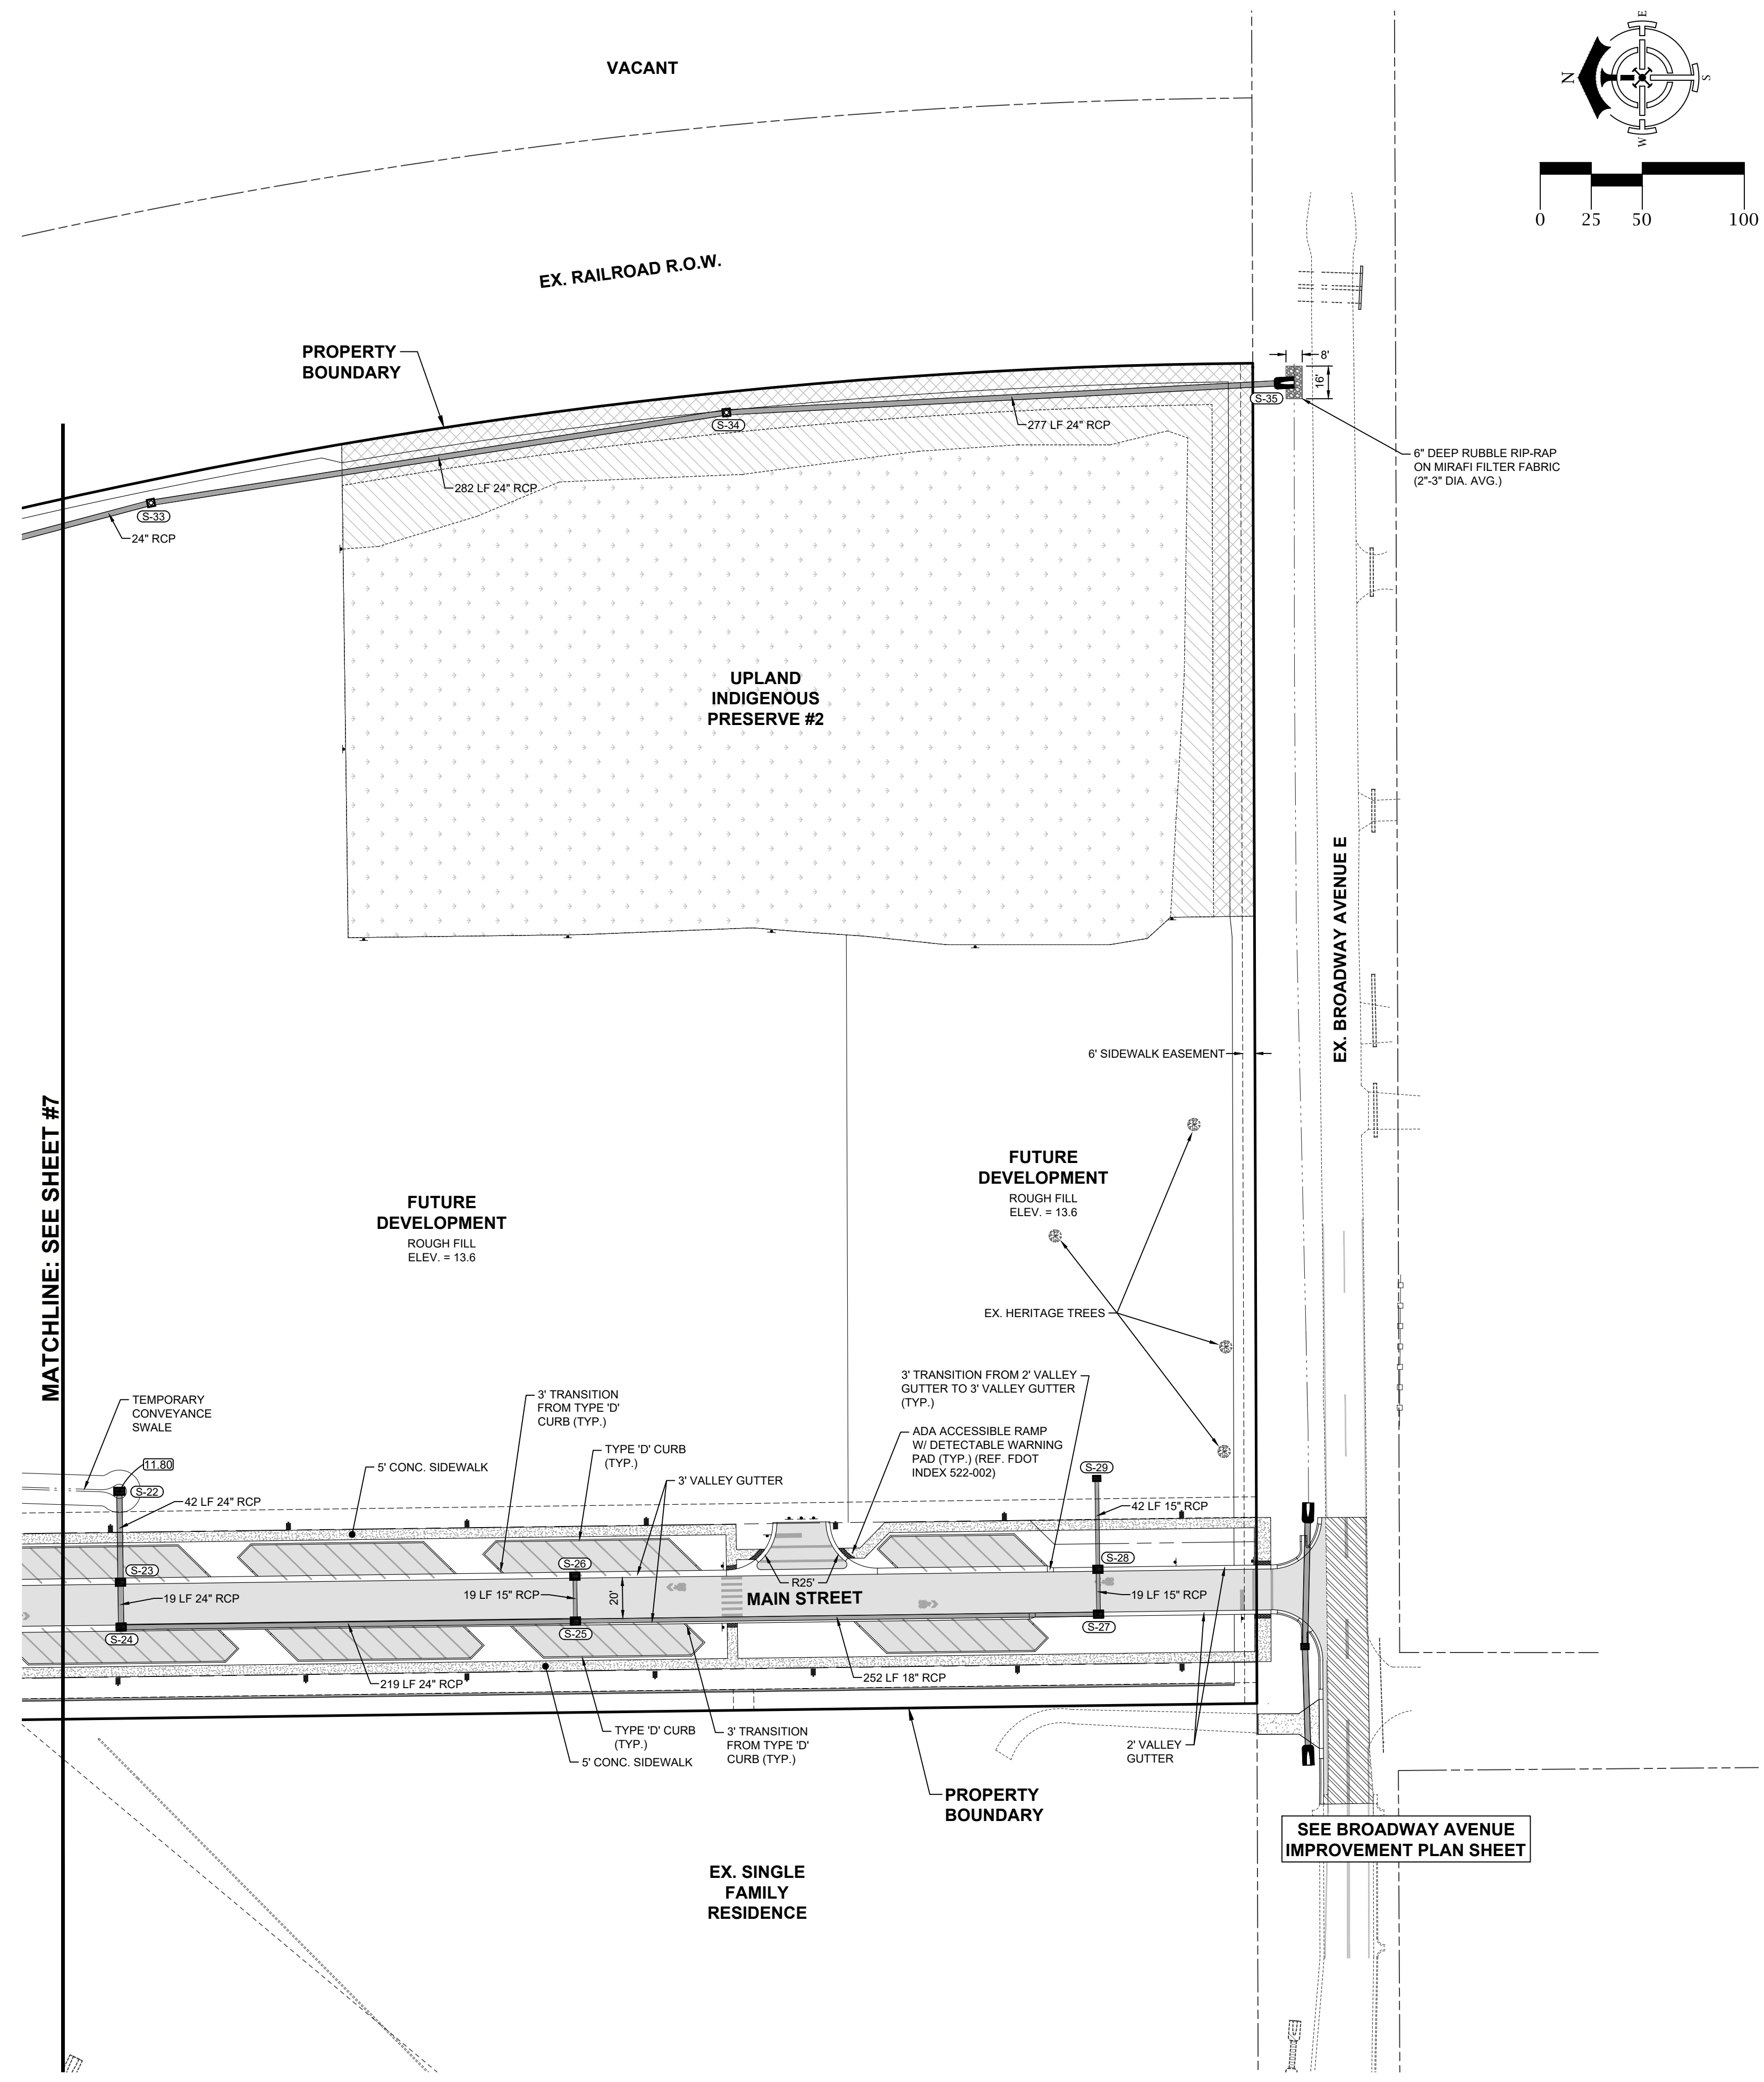 VACANT
E
N
S
W
0 25 50 100
EX. RAILROAD R.O.W.
PROPERTY
BOUNDARY
8'
16'
S-35
S-34
277 LF 24" RCP
6" DEEP RUBBLE RIP-RAP
ON MIRAFI FILTER FABRIC
(2"-3" DIA. AVG.)
282 LF 24" RCP
S-33
24" RCP
UPLAND
INDIGENOUS
PRESERVE #2
EX. BROADWAY AVENUE E
6' SIDEWALK EASEMENT
MATCHLINE: SEE SHEET #7
FUTURE
DEVELOPMENT
ROUGH FILL
ELEV. = 13.6
FUTURE
DEVELOPMENT
ROUGH FILL
ELEV. = 13.6
EX. HERITAGE TREES
3' TRANSITION FROM 2' VALLEY
GUTTER TO 3' VALLEY GUTTER
(TYP.)
TEMPORARY
CONVEYANCE
SWALE
3' TRANSITION
FROM TYPE 'D'
CURB (TYP.)
ADA ACCESSIBLE RAMP
W/ DETECTABLE WARNING
PAD (TYP.) (REF. FDOT
INDEX 522-002)
TYPE 'D' CURB
(TYP.)
11.80
5' CONC. SIDEWALK
S-29
3' VALLEY GUTTER
S-22
42 LF 24" RCP
42 LF 15" RCP
S-26
S-28
S-23
R25'
19 LF 24" RCP
19 LF 15" RCP
20'
MAIN STREET
19 LF 15" RCP
S-24
S-25
S-27
219 LF 24" RCP
252 LF 18" RCP
TYPE 'D' CURB
(TYP.)
3' TRANSITION
FROM TYPE 'D'
CURB (TYP.)
5' CONC. SIDEWALK
2' VALLEY
GUTTER
PROPERTY
BOUNDARY
SEE BROADWAY AVENUE
IMPROVEMENT PLAN SHEET
EX. SINGLE
FAMILY
RESIDENCE